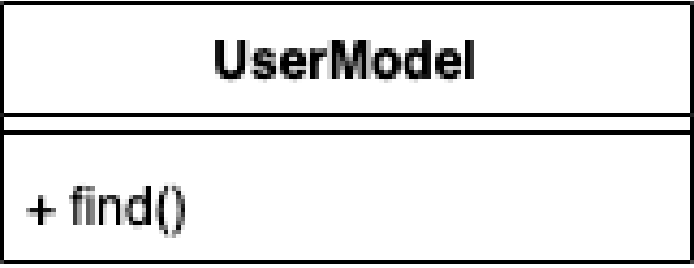 UserModel
+ find()